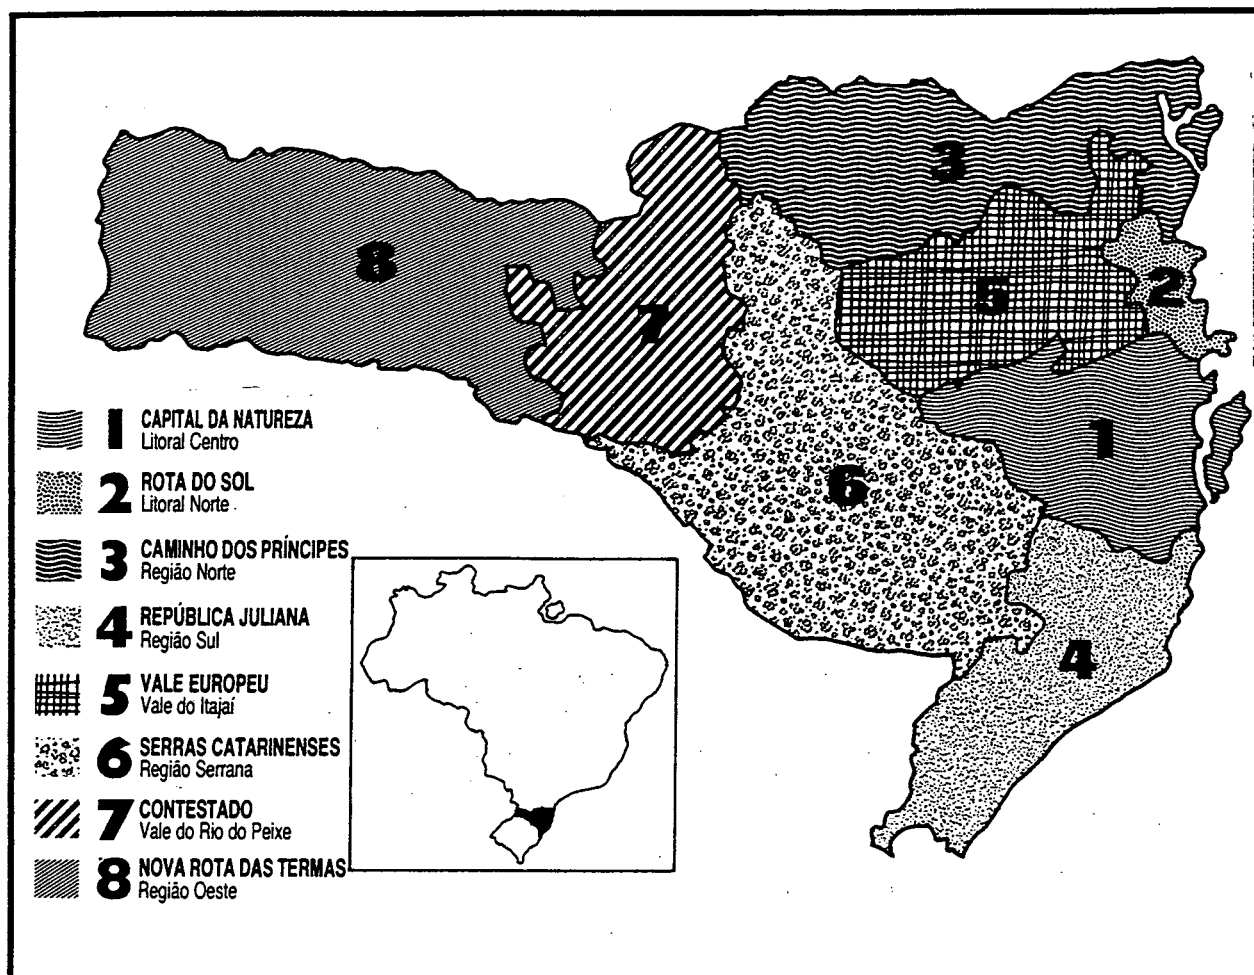 3
8
5
2
7
1
6
4
1 CAPITAL DA NATUREZA
Litoral Centro
2 ROTA DO SOL
Litoral Norte
3 CAMINHO DOS PRÍNCIPES
Região Norte
4 REPÚBLICA JULIANA
Região Sul
5 VALE EUROPEU
Vale do Itajaí
6 SERRAS CATARINENSES
Região Serrana
7 CONTESTADO
Vale do Rio do Peixe
8 NOVA ROTA DAS TERMAS
Região Oeste